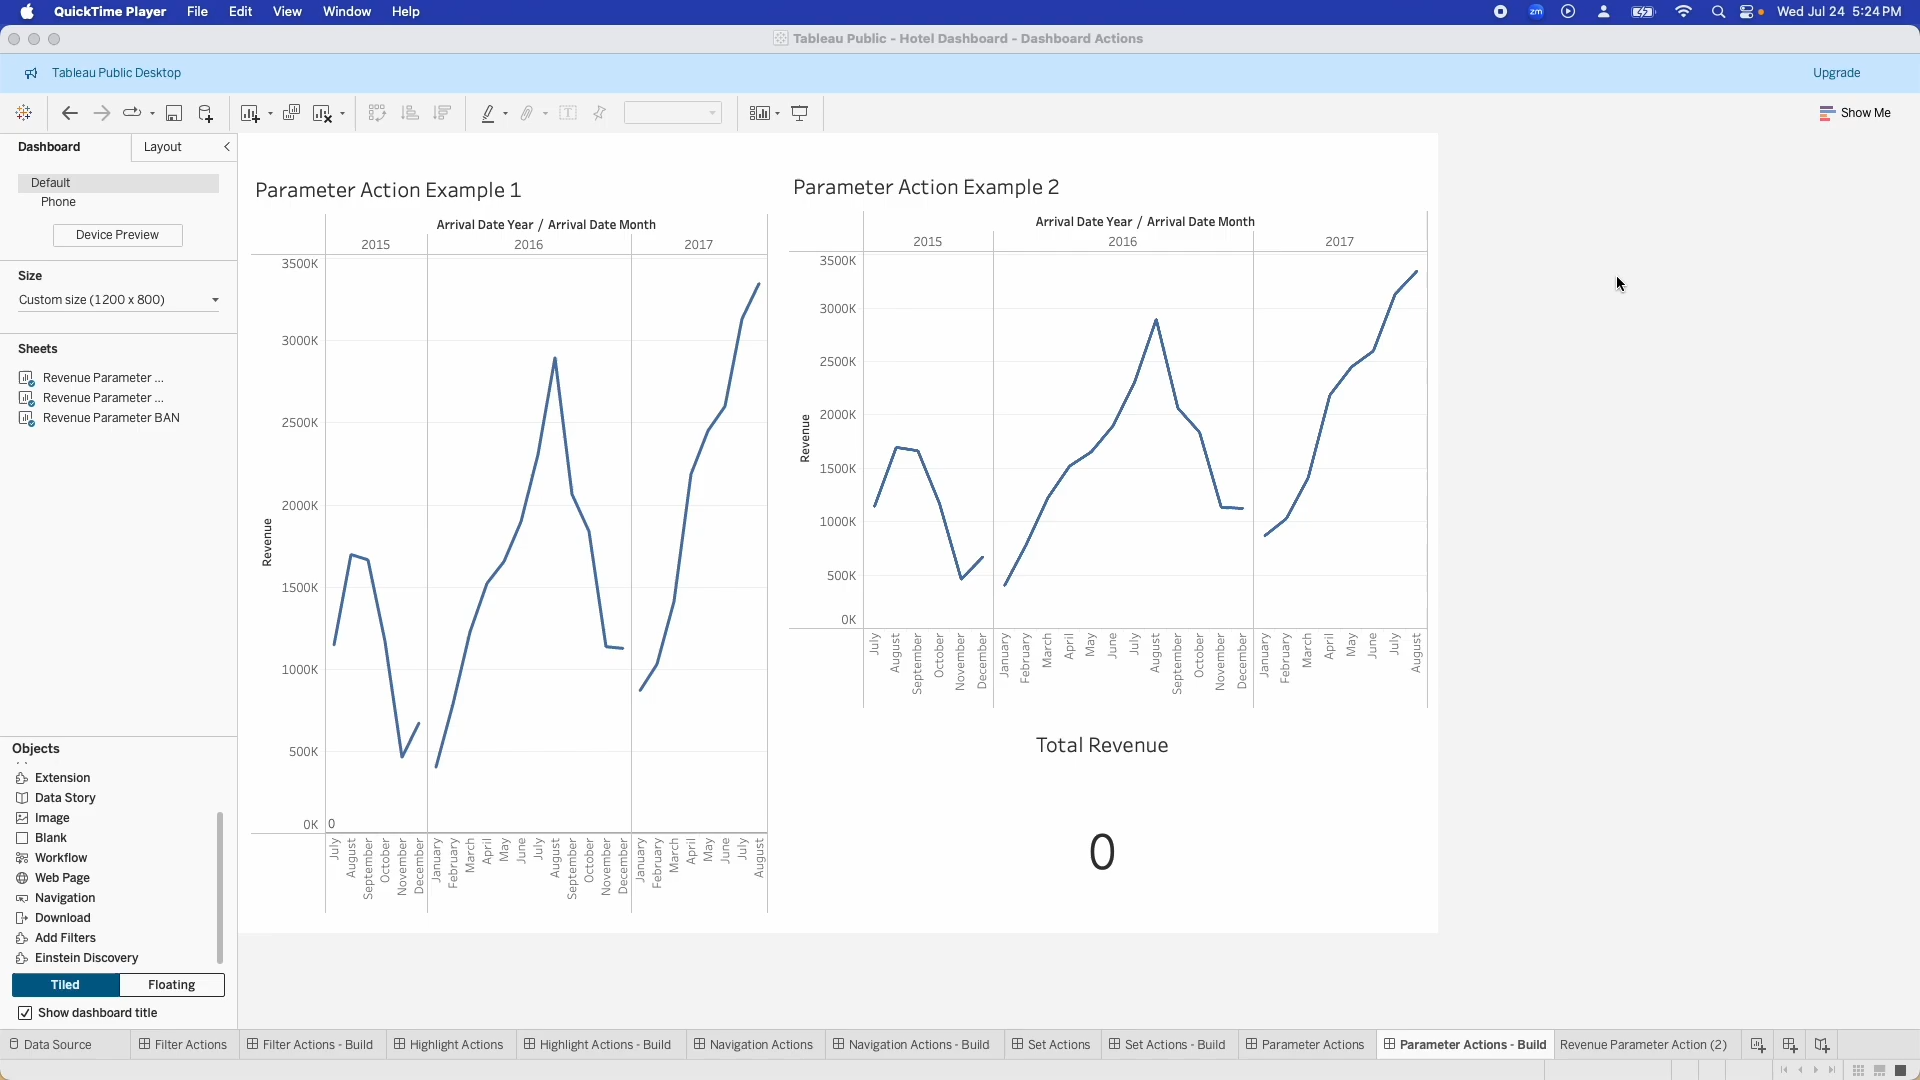 QuickTime Player File Edit View Window Help
zm
Wed Jul 24 5:24 PM
Tableau Public - Hotel Dashboard - Dashboard Actions
Tableau Public Desktop
Upgrade
Show Me
Dashboard
Layout
Default
Phone
Device Preview
Size
Custom size (1200 x 800)
Sheets
Revenue Parameter ...
Revenue Parameter ...
Revenue Parameter BAN
Objects
Extension
Data Story
Image
Blank
Workflow
Web Page
Navigation
Download
Add Filters
Einstein Discovery
Tiled
Floating
Show dashboard title
Parameter Action Example 1
Arrival Date Year / Arrival Date Month
2015 2016 2017
Revenue
3500K
3000K
2500K
2000K
1500K
1000K
500K
0K
0
July
August
September
October
November
December
January
February
March
April
May
June
July
August
September
October
November
December
January
February
March
April
May
June
July
August
Parameter Action Example 2
Arrival Date Year / Arrival Date Month
2015 2016 2017
Revenue
3500K
3000K
2500K
2000K
1500K
1000K
500K
0K
July
August
September
October
November
December
January
February
March
April
May
June
July
August
September
October
November
December
January
February
March
April
May
June
July
August
Total Revenue
0
Data Source
Filter Actions
Filter Actions - Build
Highlight Actions
Highlight Actions - Build
Navigation Actions
Navigation Actions - Build
Set Actions
Set Actions - Build
Parameter Actions
Parameter Actions - Build
Revenue Parameter Action (2)